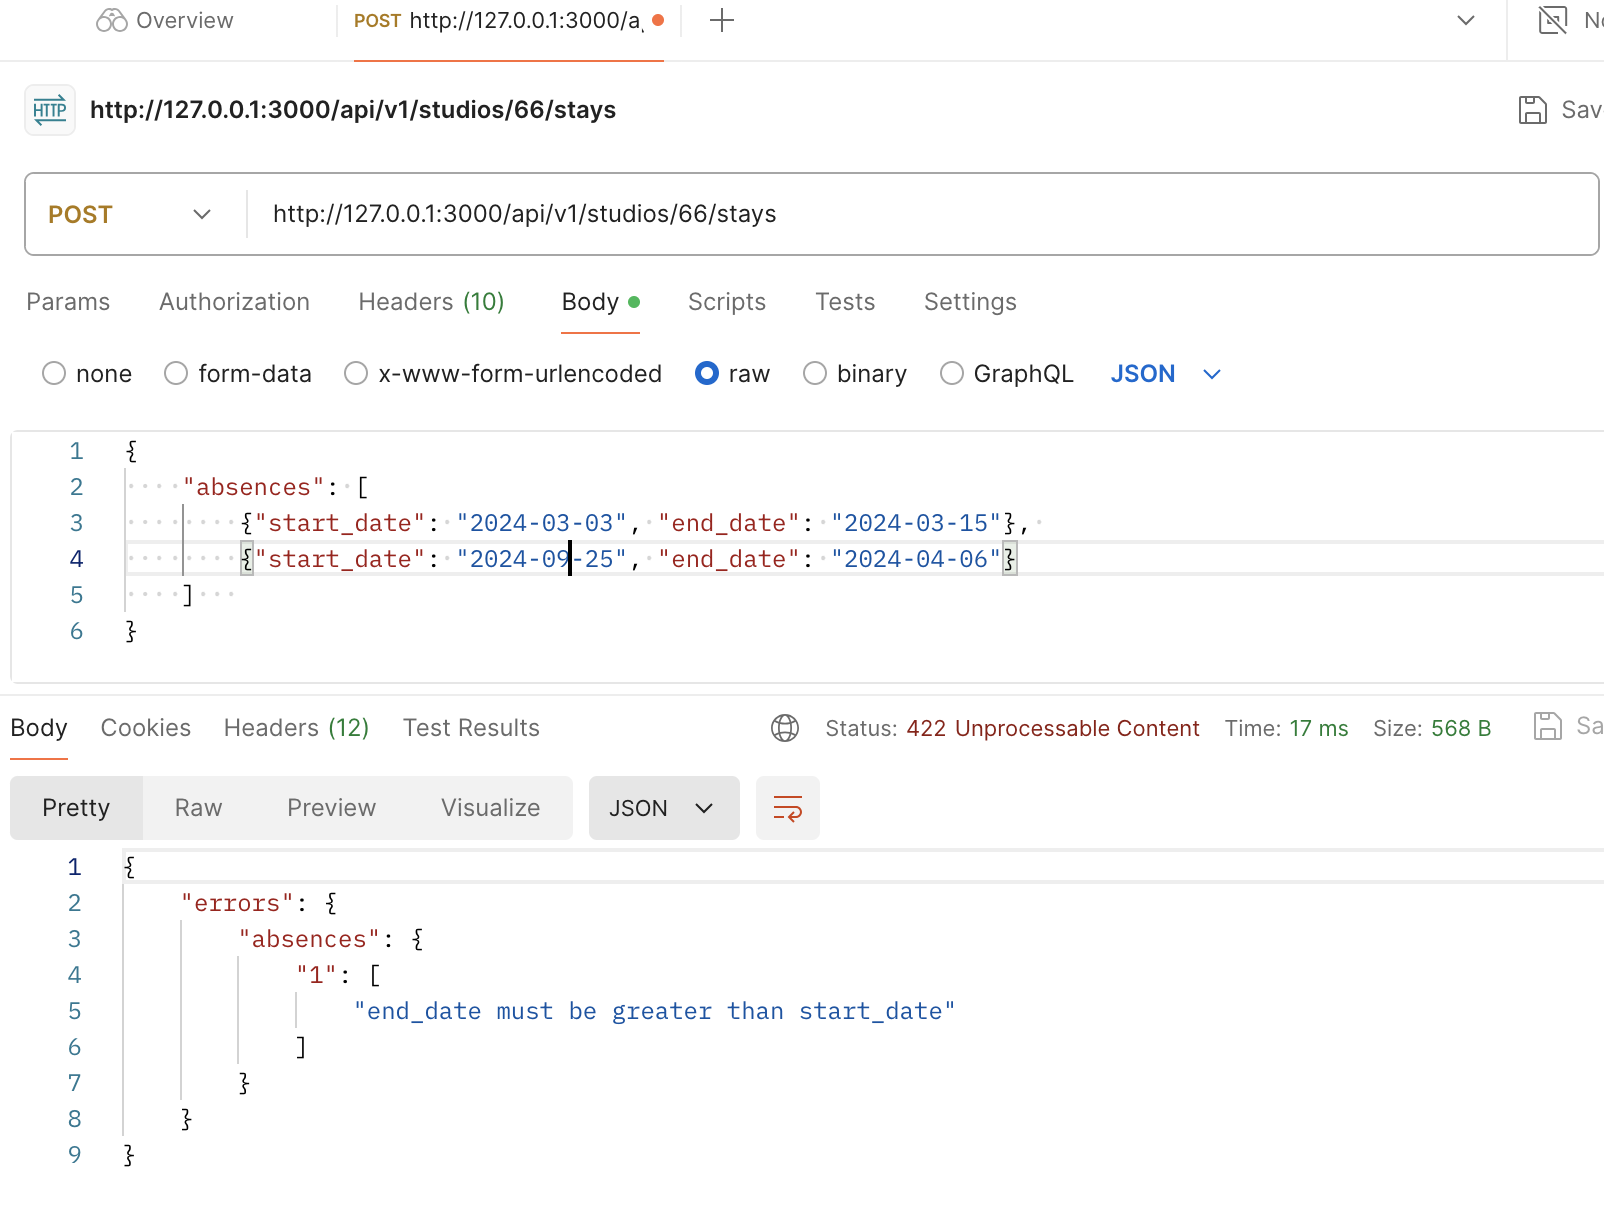 Overview
POST http://127.0.0.1:3000/a
HTTP http://127.0.0.1:3000/api/v1/studios/66/stays
POST http://127.0.0.1:3000/api/v1/studios/66/stays
Params Authorization Headers (10) Body Scripts Tests Settings
none form-data x-www-form-urlencoded raw binary GraphQL JSON
1 {
2 "absences": [
3 {"start_date": "2024-03-03", "end_date": "2024-03-15"},
4 {"start_date": "2024-09-25", "end_date": "2024-04-06"}
5 ]
6 }
Body Cookies Headers (12) Test Results Status: 422 Unprocessable Content Time: 17 ms Size: 568 B
Pretty Raw Preview Visualize JSON
1 {
2 "errors": {
3 "absences": {
4 "1": [
5 "end_date must be greater than start_date"
6 ]
7 }
8 }
9 }